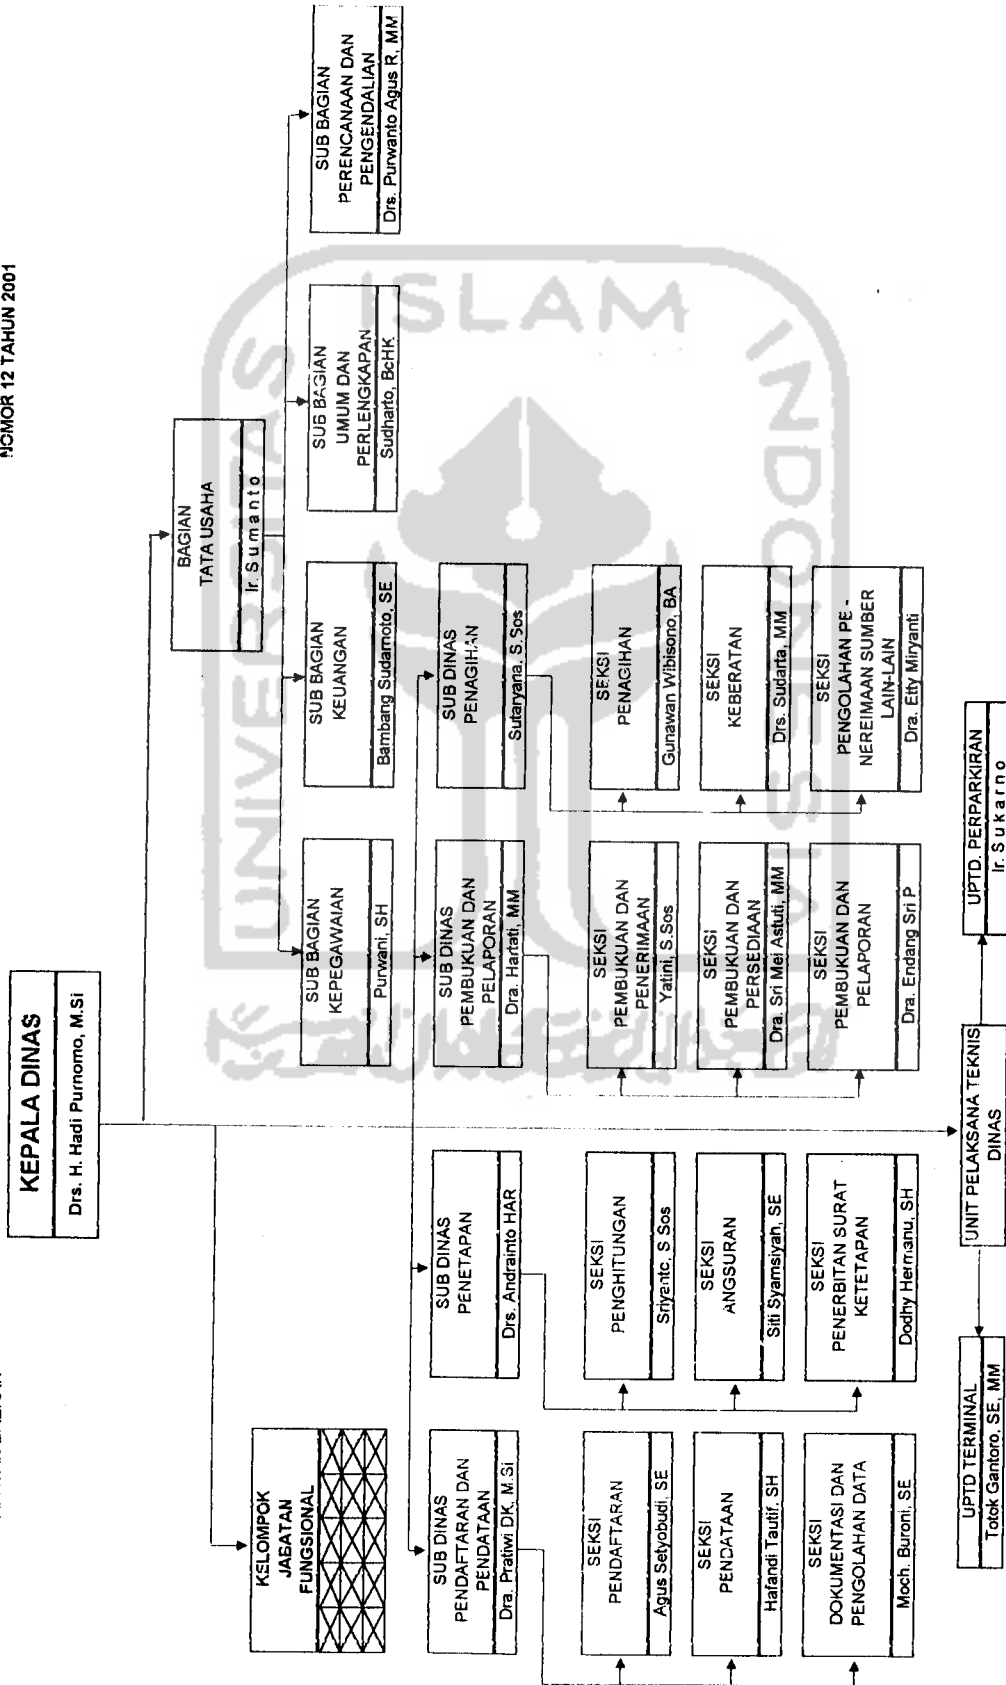 NOMOR 12 TAHUN 2001
KEPALA DINAS
Drs. H. Hadi Purnomo, M.Si
BAGIAN
TATA USAHA
Ir. S u m a n t o
KELOMPOK
JABATAN
FUNGSIONAL
SUB BAGIAN
KEPEGAWAIAN
Purwani, SH
SUB BAGIAN
KEUANGAN
Bambang Sudarnoto, SE
SUB BAGIAN
UMUM DAN
PERLENGKAPAN
Sudharto, BcHK
SUB BAGIAN
PERENCANAAN DAN
PENGENDALIAN
Drs. Purwanto Agus R, MM
SUB DINAS
PENDAFTARAN DAN
PENDATAAN
Dra. Pratiwi DK, M.Si
SUB DINAS
PENETAPAN
Drs. Andrainto HAR
SUB DINAS
PEMBUKUAN DAN
PELAPORAN
Dra. Hartati, MM
SUB DINAS
PENAGIHAN
Sutaryana, S.Sos
SEKSI
PENDAFTARAN
Agus Setyobudi, SE
SEKSI
PENGHITUNGAN
Sriyanto, S Sos
SEKSI
PEMBUKUAN DAN
PENERIMAAN
Yatini, S.Sos
SEKSI
PENAGIHAN
Gunawan Wibisono, BA
SEKSI
PENDATAAN
Hafandi Tautif, SH
SEKSI
ANGSURAN
Siti Syamsiyah, SE
SEKSI
PEMBUKUAN DAN
PERSEDIAAN
Dra. Sri Mei Astuti, MM
SEKSI
KEBERATAN
Drs. Sudarta, MM
SEKSI
DOKUMENTASI DAN
PENGOLAHAN DATA
Moch. Buroni, SE
SEKSI
PENERBITAN SURAT
KETETAPAN
Dodhy Hermanu, SH
SEKSI
PEMBUKUAN DAN
PELAPORAN
Dra. Endang Sri P
SEKSI
PENGOLAHAN PE -
NEREIMAAN SUMBER
LAIN-LAIN
Dra. Etty Miryanti
UNIT PELAKSANA TEKNIS
DINAS
UPTD TERMINAL
Totok Gantoro, SE, MM
UPTD. PERPARKIRAN
Ir. S u k a r n o
UNIVERSITAS ISLAM INDONESIA